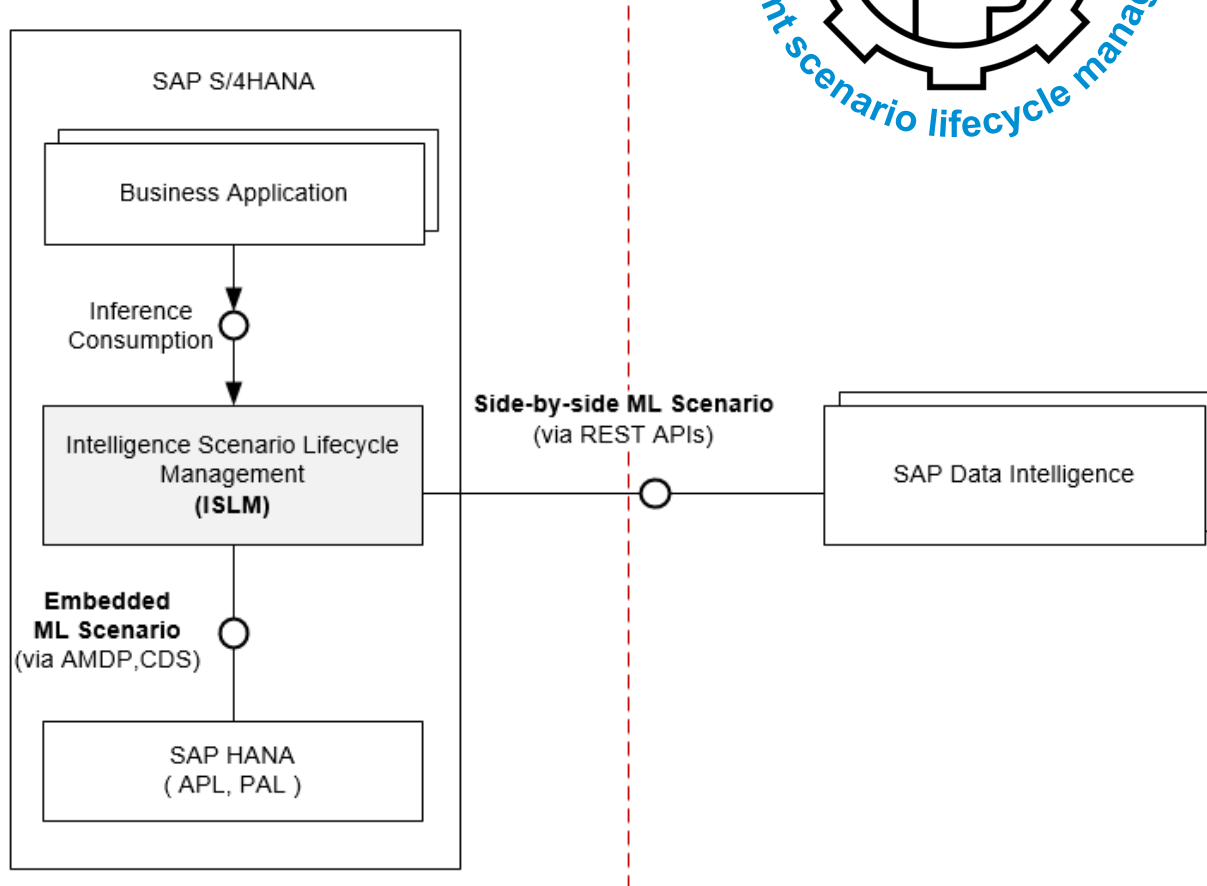 SAP S/4HANA
Business Application
Inference
Consumption
Intelligence Scenario Lifecycle
Management
(ISLM)
Embedded
ML Scenario
(via AMDP,CDS)
SAP HANA
( APL, PAL )
Side-by-side ML Scenario
(via REST APIs)
SAP Data Intelligence
scenario lifecycle